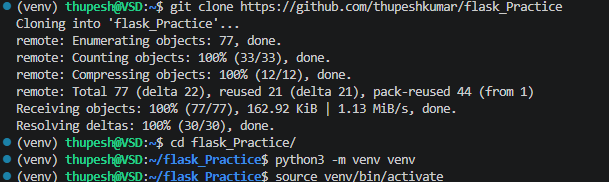 (venv) thupesh@VSD:~$ git clone https://github.com/thupeshkumar/flask_Practice
Cloning into 'flask_Practice'...
remote: Enumerating objects: 77, done.
remote: Counting objects: 100% (33/33), done.
remote: Compressing objects: 100% (12/12), done.
remote: Total 77 (delta 22), reused 21 (delta 21), pack-reused 44 (from 1)
Receiving objects: 100% (77/77), 162.92 KiB | 1.13 MiB/s, done.
Resolving deltas: 100% (30/30), done.
(venv) thupesh@VSD:~$ cd flask_Practice/
(venv) thupesh@VSD:~/flask_Practice$ python3 -m venv venv
(venv) thupesh@VSD:~/flask_Practice$ source venv/bin/activate